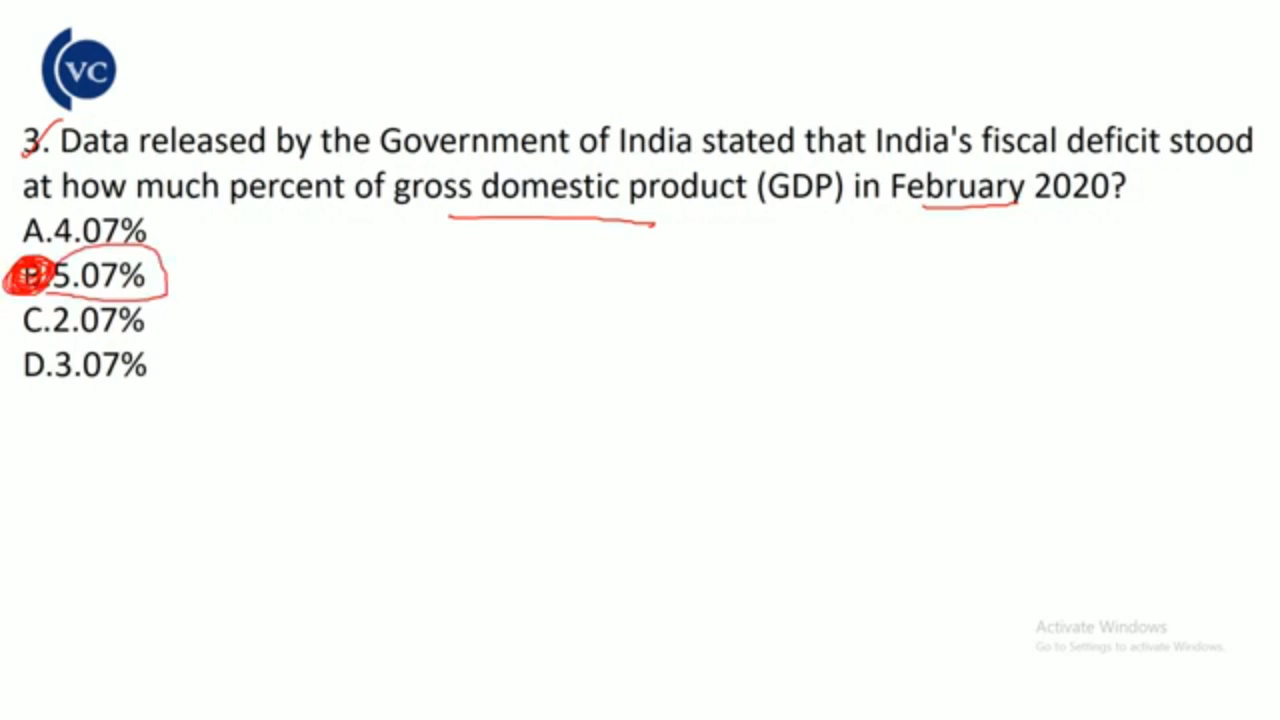 VC
3. Data released by the Government of India stated that India's fiscal deficit stood
at how much percent of gross domestic product (GDP) in February 2020?
A.4.07%
B.5.07%
C.2.07%
D.3.07%
Activate Windows
Go to Settings to activate Windows.